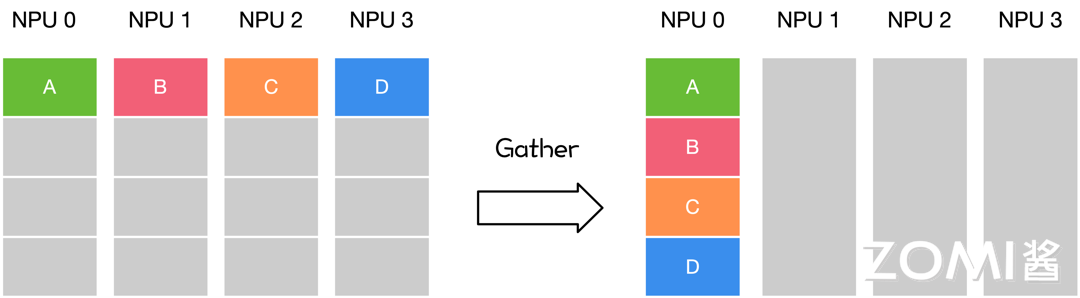 NPU 0 NPU 1 NPU 2 NPU 3 NPU 0 NPU 1 NPU 2 NPU 3
A B C D A
Gather B
C
D
ZOMI酱